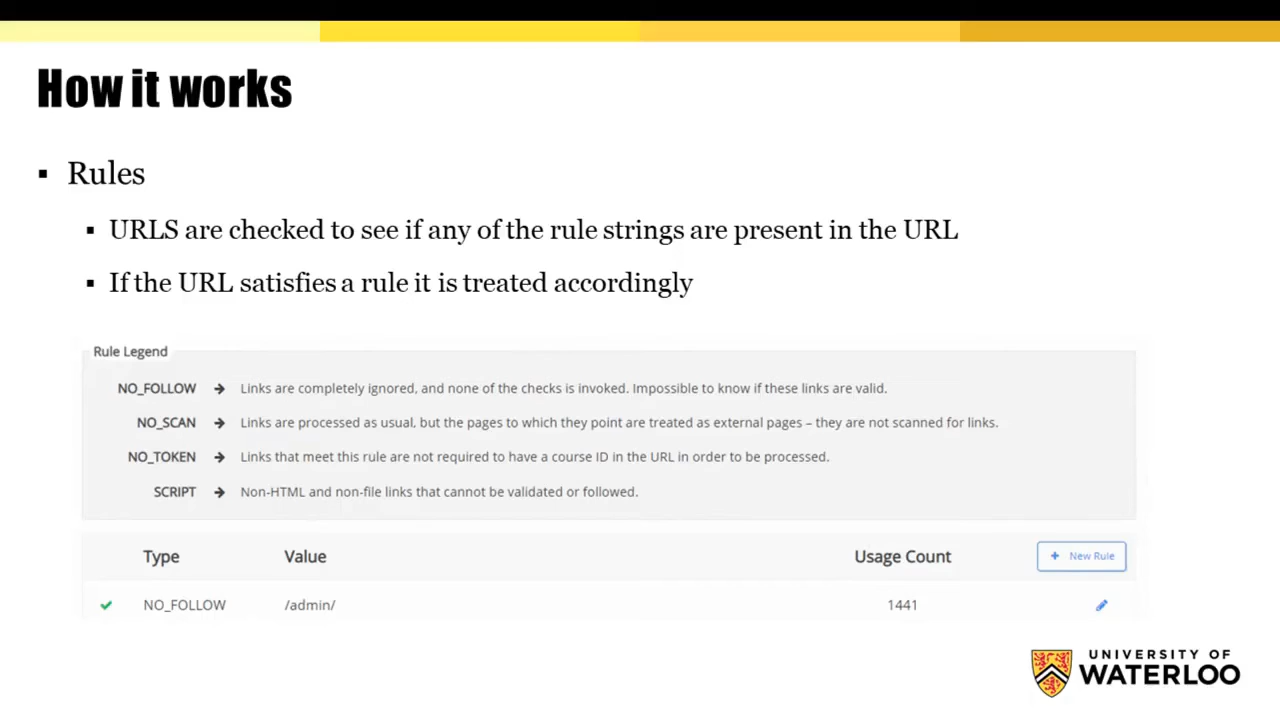 How it works
▪ Rules
▪ URLS are checked to see if any of the rule strings are present in the URL
▪ If the URL satisfies a rule it is treated accordingly
Rule Legend
NO_FOLLOW → Links are completely ignored, and none of the checks is invoked. Impossible to know if these links are valid.
NO_SCAN → Links are processed as usual, but the pages to which they point are treated as external pages – they are not scanned for links.
NO_TOKEN → Links that meet this rule are not required to have a course ID in the URL in order to be processed.
SCRIPT → Non-HTML and non-file links that cannot be validated or followed.
Type Value Usage Count + New Rule
NO_FOLLOW /admin/ 1441
UNIVERSITY OF
WATERLOO